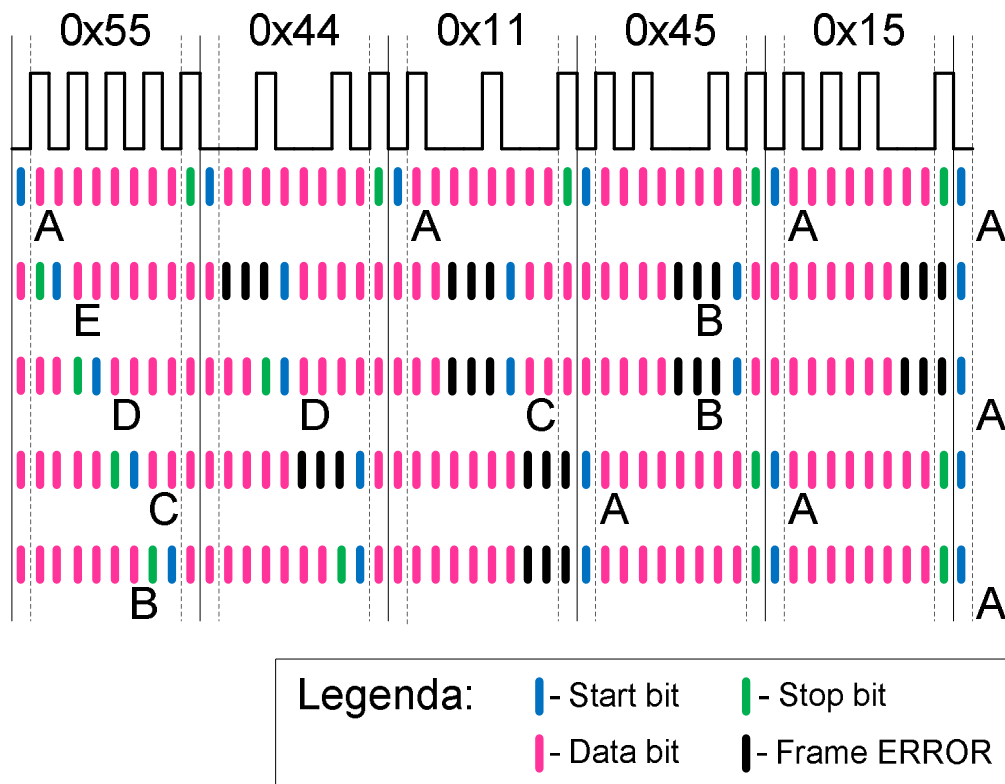 0x55 0x44 0x11 0x45 0x15
A A A A
E B
D D C B A
C A A
B A
Legenda:
- Start bit - Stop bit
- Data bit - Frame ERROR